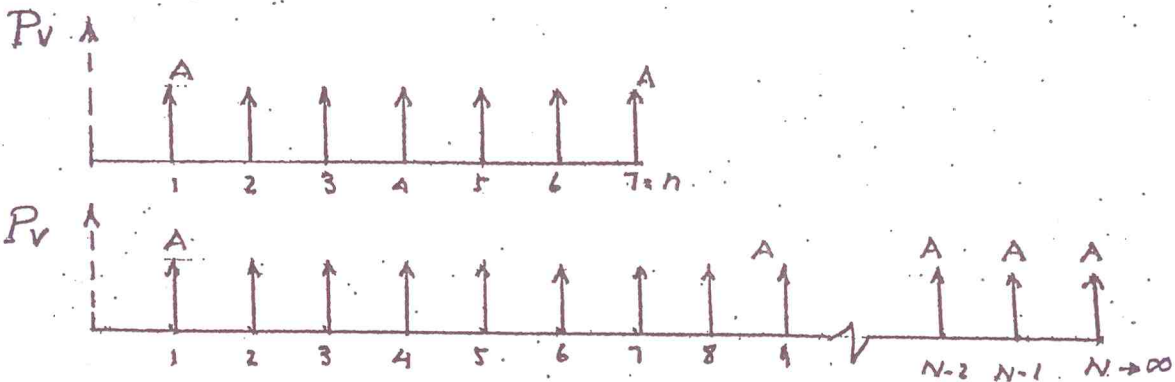 Pv
A A
1 2 3 4 5 6 7=n
Pv
A A A A A
1 2 3 4 5 6 7 8 9 N-2 N-1 N→∞